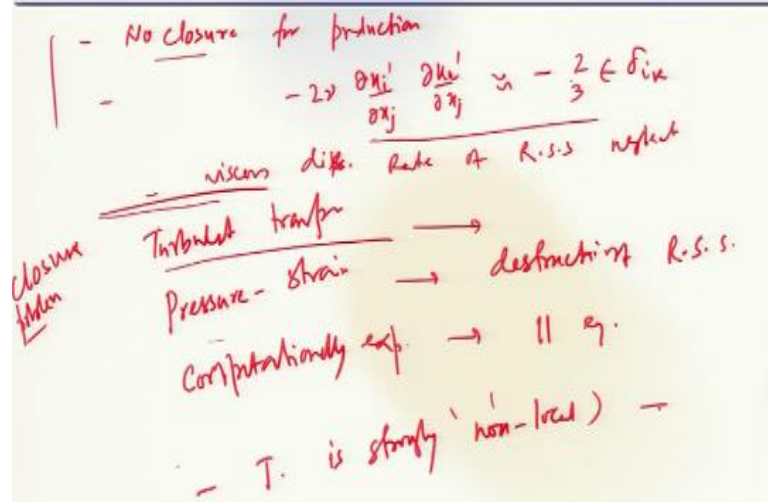 - No closure for production
- -2ν ∂ui'/∂xj ∂uk'/∂xj ≈ -2/3 ϵ δik
- viscous diss. Rate of R.S.S neglect
closure
Turbulent transpr →
Pressure-strain → destruction of R.S.S.
Computationally exp. → 11 eq.
- T. is strongly 'non-local) -